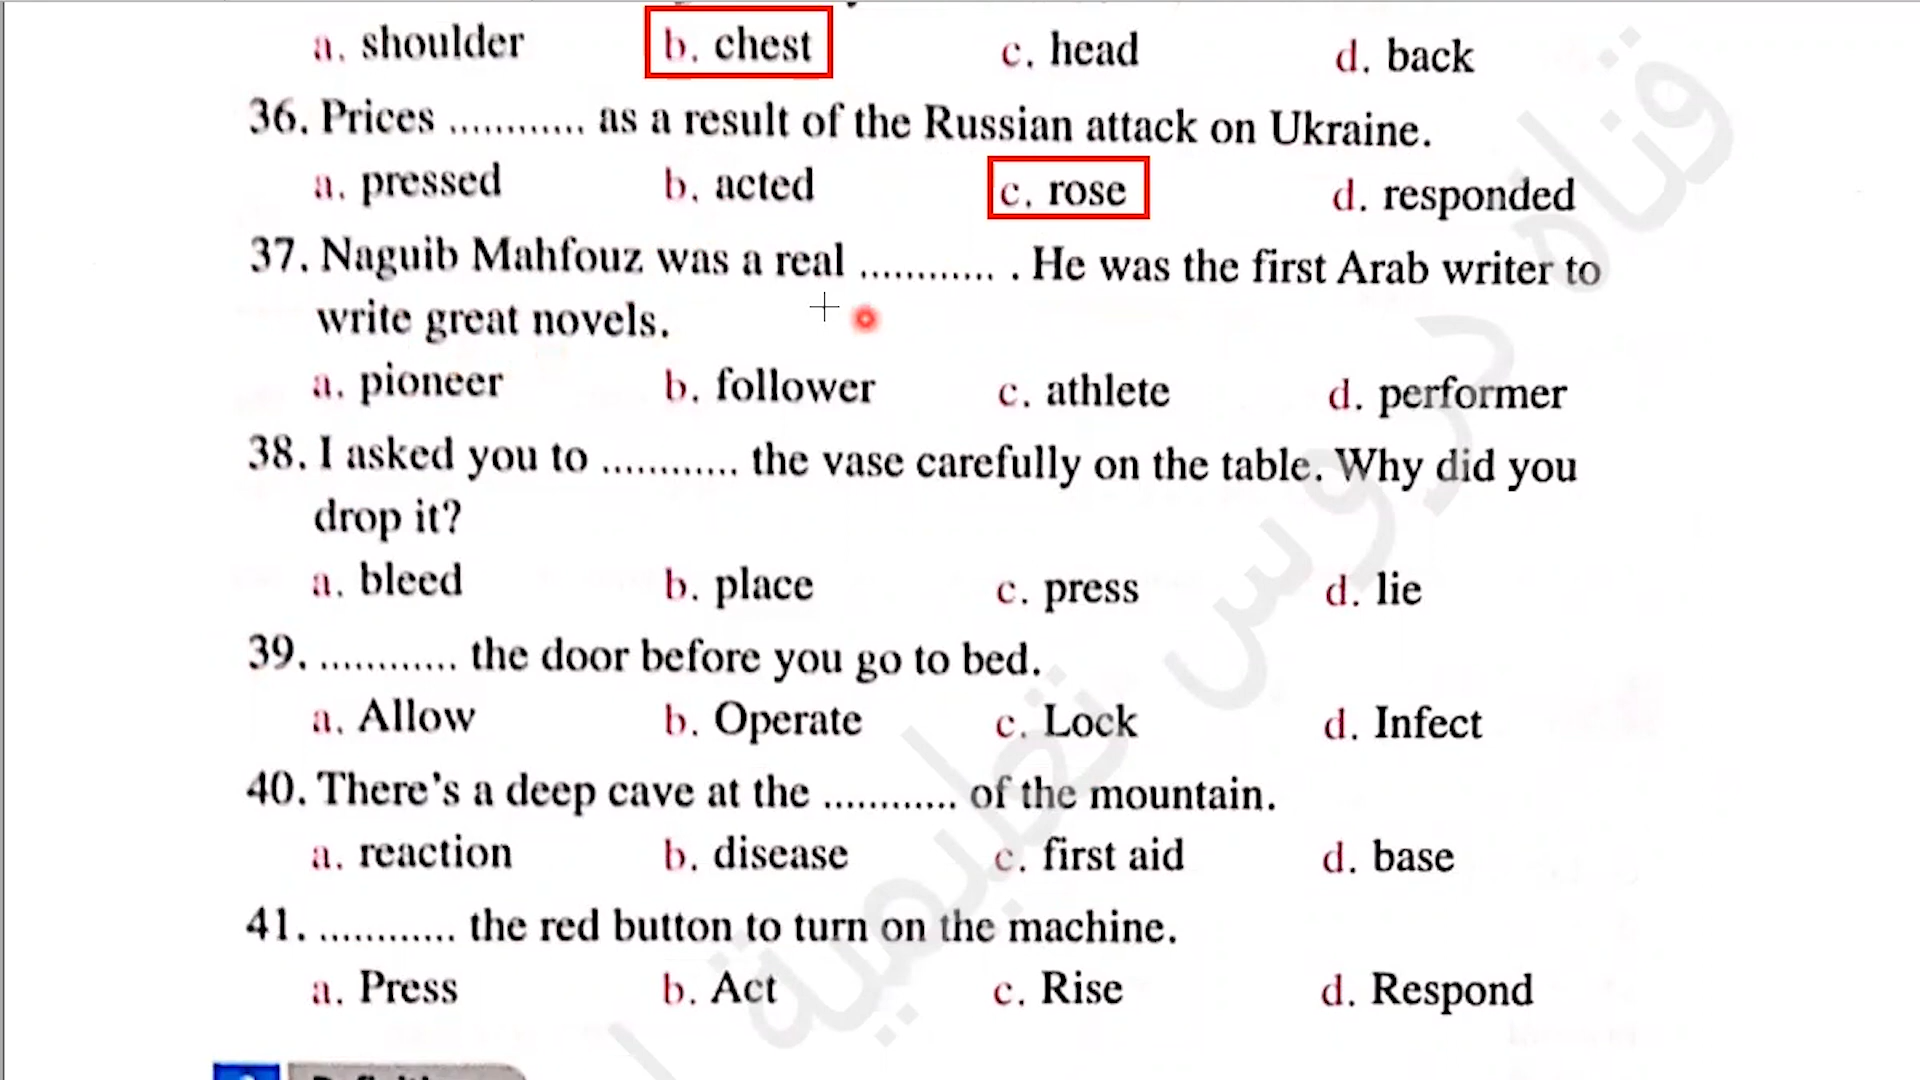 a. shoulder b. chest c. head d. back
36. Prices ............ as a result of the Russian attack on Ukraine.
a. pressed b. acted c. rose d. responded
37. Naguib Mahfouz was a real ............ . He was the first Arab writer to
write great novels.
a. pioneer b. follower c. athlete d. performer
38. I asked you to ............ the vase carefully on the table. Why did you
drop it?
a. bleed b. place c. press d. lie
39. ............ the door before you go to bed.
a. Allow b. Operate c. Lock d. Infect
40. There's a deep cave at the ............ of the mountain.
a. reaction b. disease c. first aid d. base
41. ............ the red button to turn on the machine.
a. Press b. Act c. Rise d. Respond
قناة دروس تعليمية